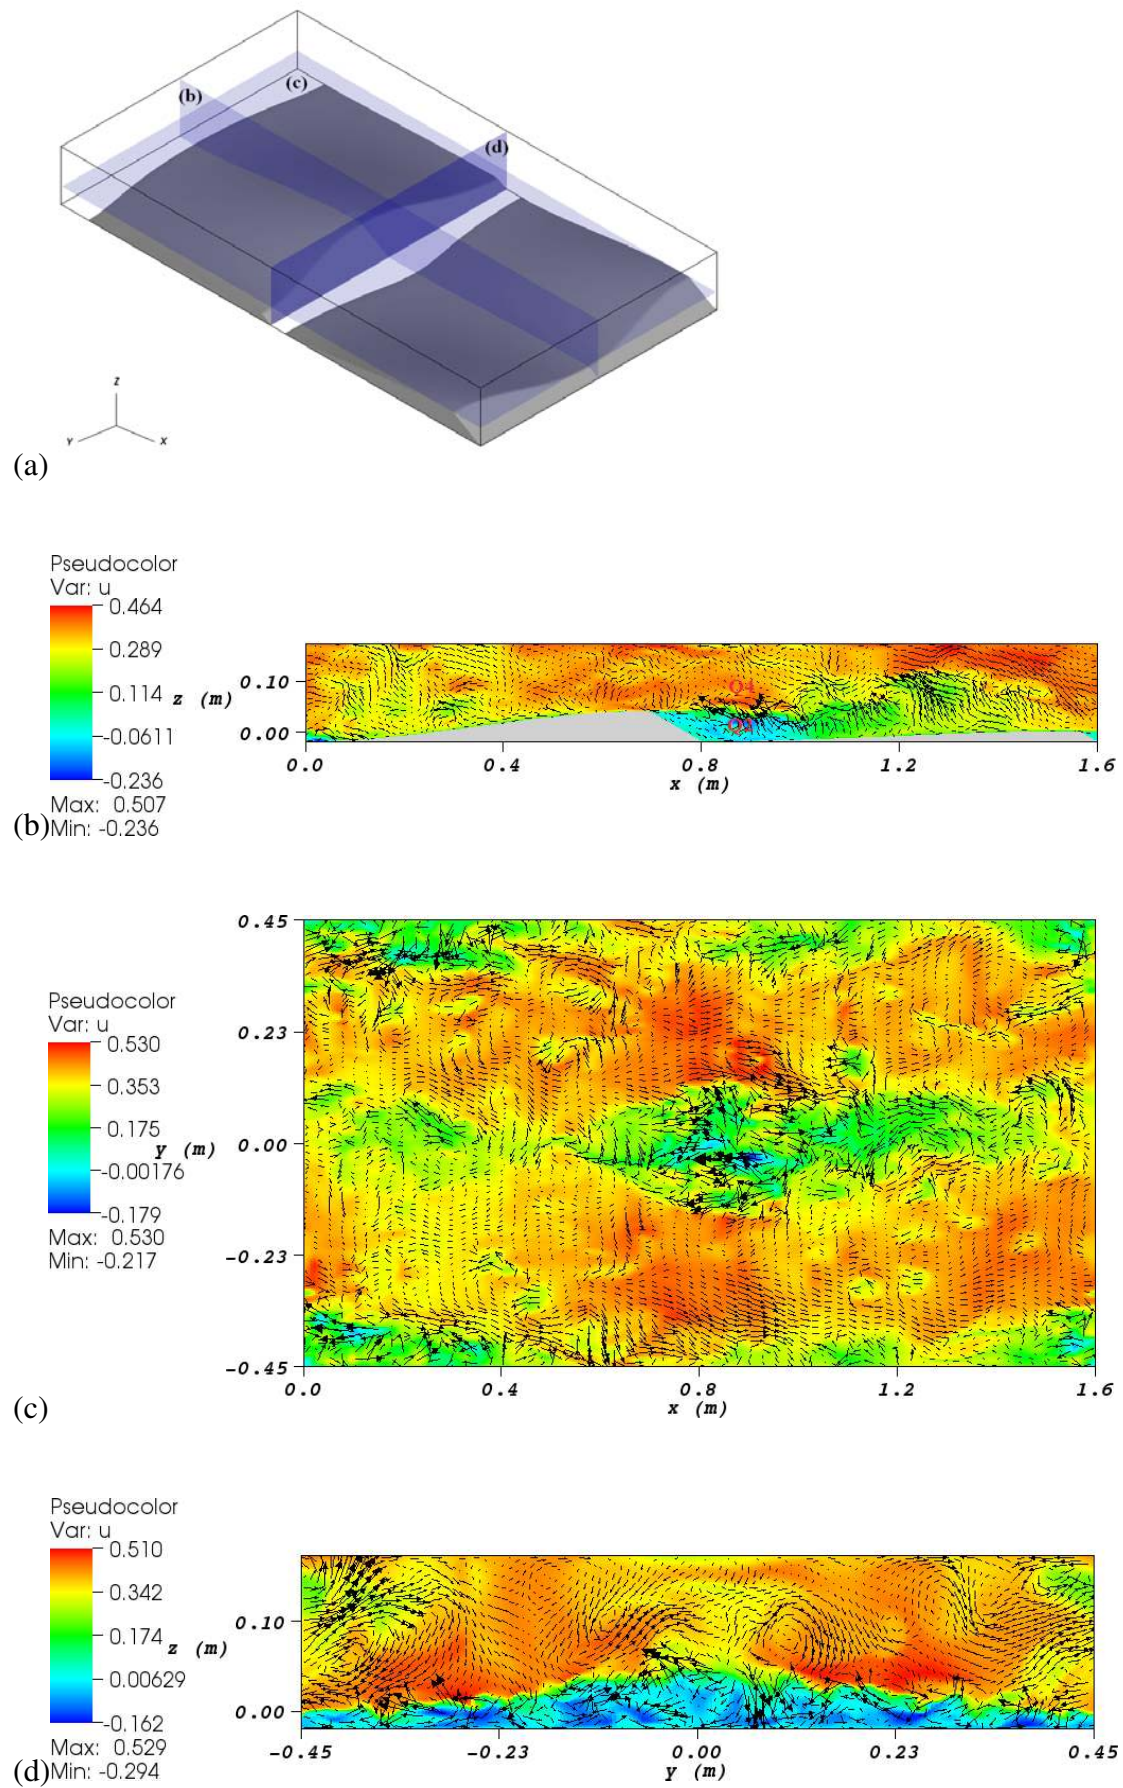 (b)
(c)
(d)
z
Y
X
(a)
Pseudocolor
Var: u
0.464
0.289
0.114
-0.0611
-0.236
Max: 0.507
Min: -0.236
z (m)
0.10
0.00
Q4
Q2
0.0 0.4 0.8 1.2 1.6
x (m)
(b)
Pseudocolor
Var: u
0.530
0.353
0.175
-0.00176
-0.179
Max: 0.530
Min: -0.217
y (m)
0.45
0.23
0.00
-0.23
-0.45
0.0 0.4 0.8 1.2 1.6
x (m)
(c)
Pseudocolor
Var: u
0.510
0.342
0.174
0.00629
-0.162
Max: 0.529
Min: -0.294
z (m)
0.10
0.00
-0.45 -0.23 0.00 0.23 0.45
y (m)
(d)